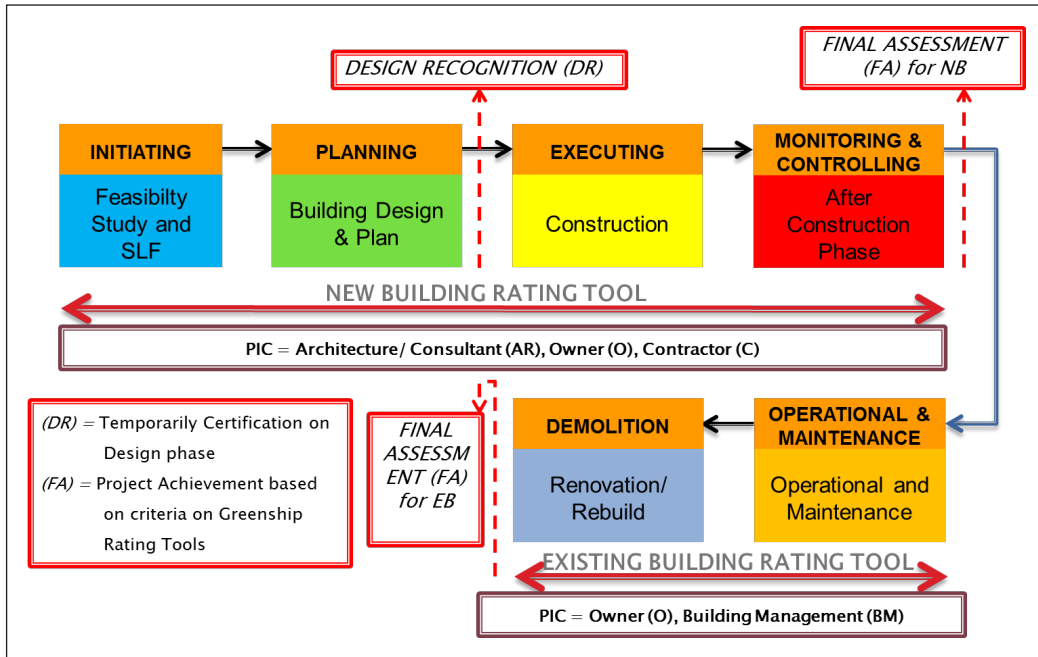 DESIGN RECOGNITION (DR)
FINAL ASSESSMENT
(FA) for NB
INITIATING
Feasibilty
Study and
SLF
PLANNING
Building Design
& Plan
EXECUTING
Construction
MONITORING &
CONTROLLING
After
Construction
Phase
NEW BUILDING RATING TOOL
PIC = Architecture/ Consultant (AR), Owner (O), Contractor (C)
(DR) = Temporarily Certification on
Design phase
(FA) = Project Achievement based
on criteria on Greenship
Rating Tools
FINAL
ASSESSM
ENT (FA)
for EB
DEMOLITION
Renovation/
Rebuild
OPERATIONAL &
MAINTENANCE
Operational and
Maintenance
EXISTING BUILDING RATING TOOL
PIC = Owner (O), Building Management (BM)